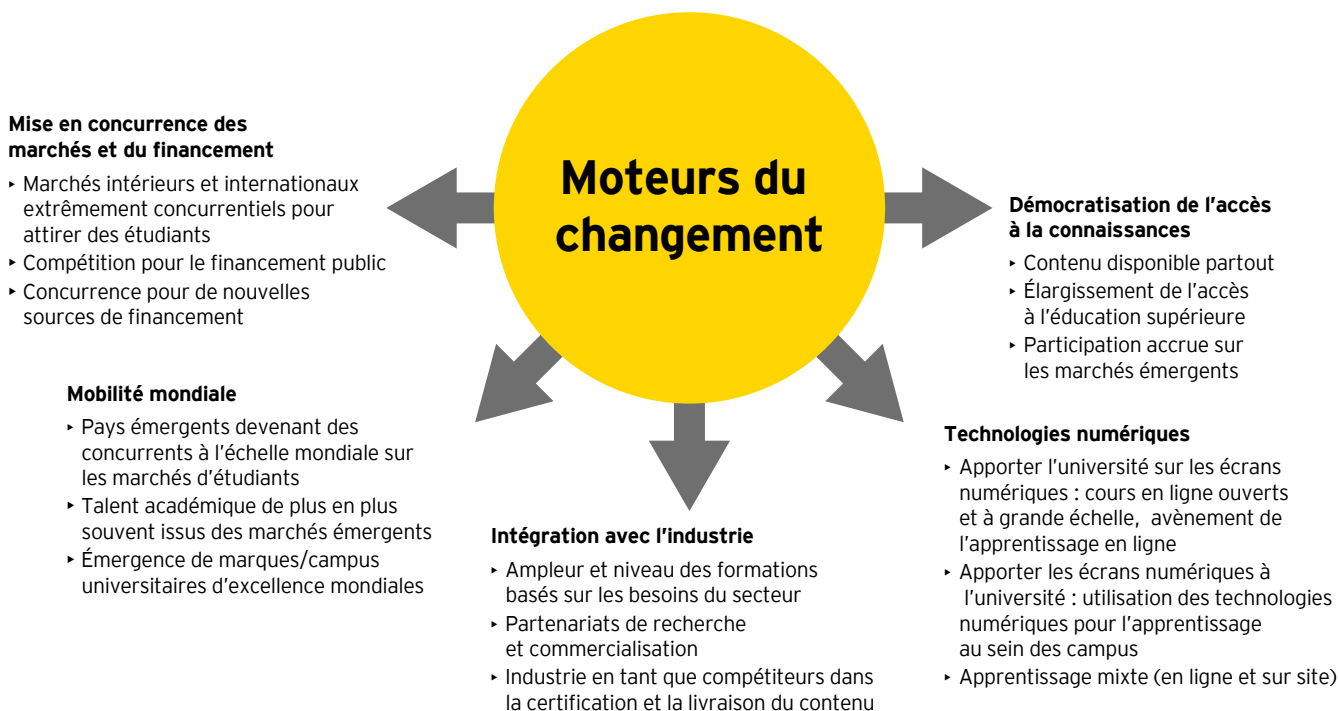 Moteurs du
changement
Mise en concurrence des
marchés et du financement
‣ Marchés intérieurs et internationaux
extrêmement concurrentiels pour
attirer des étudiants
‣ Compétition pour le financement public
‣ Concurrence pour de nouvelles
sources de financement
Mobilité mondiale
‣ Pays émergents devenant des
concurrents à l’échelle mondiale sur
les marchés d’étudiants
‣ Talent académique de plus en plus
souvent issus des marchés émergents
‣ Émergence de marques/campus
universitaires d’excellence mondiales
Intégration avec l’industrie
‣ Ampleur et niveau des formations
basés sur les besoins du secteur
‣ Partenariats de recherche
et commercialisation
‣ Industrie en tant que compétiteurs dans
la certification et la livraison du contenu
Démocratisation de l’accès
à la connaissances
‣ Contenu disponible partout
‣ Élargissement de l’accès
à l’éducation supérieure
‣ Participation accrue sur
les marchés émergents
Technologies numériques
‣ Apporter l’université sur les écrans
numériques : cours en ligne ouverts
et à grande échelle, avènement de
l’apprentissage en ligne
‣ Apporter les écrans numériques à
l’université : utilisation des technologies
numériques pour l’apprentissage
au sein des campus
‣ Apprentissage mixte (en ligne et sur site)